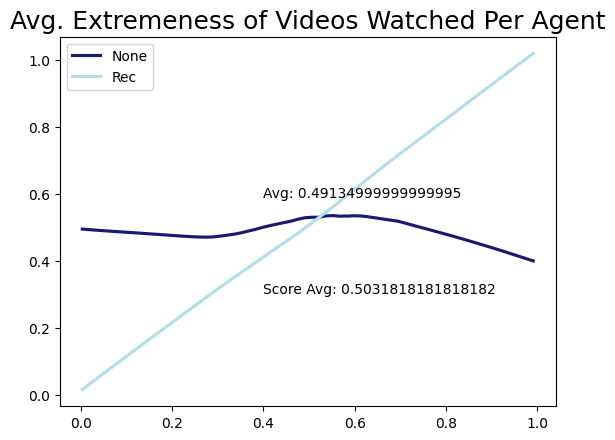 Avg. Extremeness of Videos Watched Per Agent
None
Rec
1.0
0.8
0.6
0.4
0.2
0.0
Avg: 0.49134999999999995
Score Avg: 0.5031818181818182
0.0 0.2 0.4 0.6 0.8 1.0